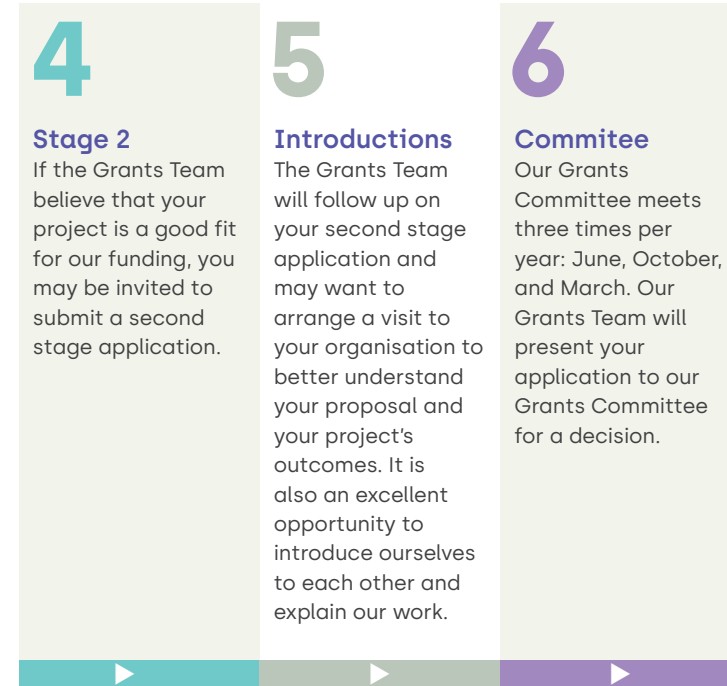 4
Stage 2
If the Grants Team
believe that your
project is a good fit
for our funding, you
may be invited to
submit a second
stage application.
5
Introductions
The Grants Team
will follow up on
your second stage
application and
may want to
arrange a visit to
your organisation to
better understand
your proposal and
your project's
outcomes. It is
also an excellent
opportunity to
introduce ourselves
to each other and
explain our work.
6
Commitee
Our Grants
Committee meets
three times per
year: June, October,
and March. Our
Grants Team will
present your
application to our
Grants Committee
for a decision.